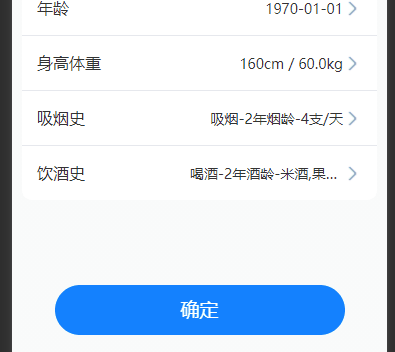 年龄 1970-01-01
身高体重 160cm / 60.0kg
吸烟史 吸烟-2年烟龄-4支/天
饮酒史 喝酒-2年酒龄-米酒,果...
确定